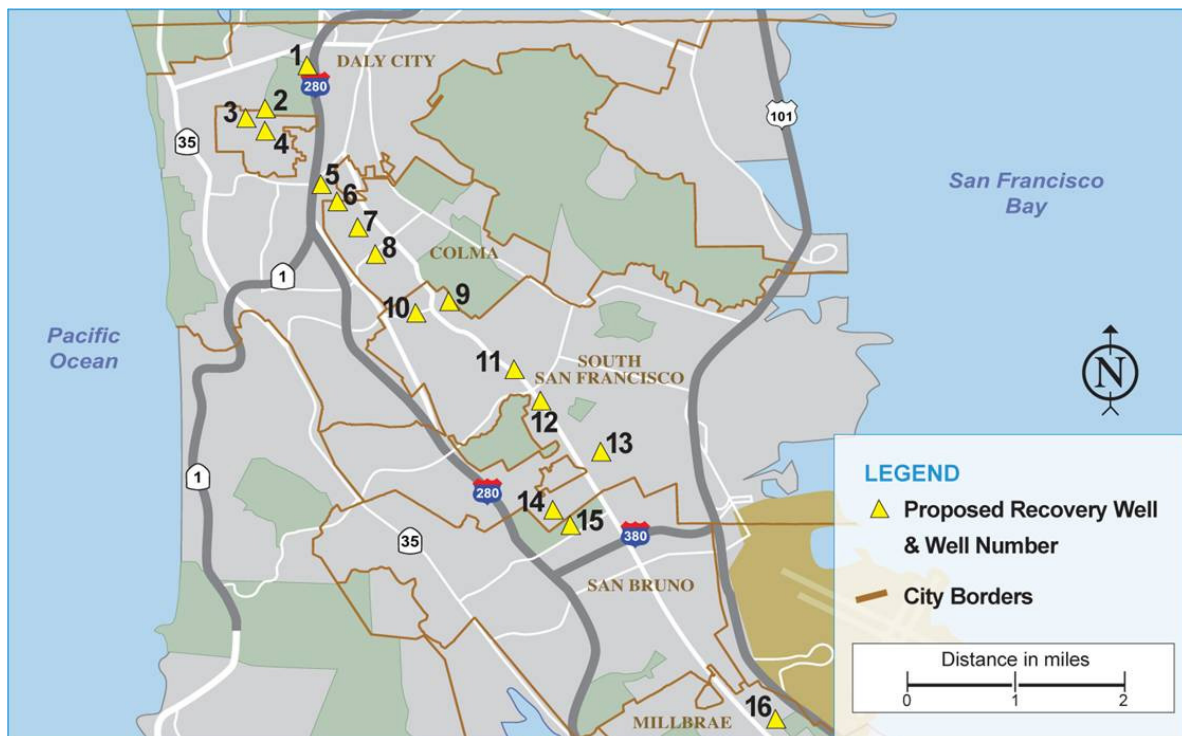 1
DALY CITY
280
101
2
3
4
35
San Francisco
Bay
5
6
7
8
COLMA
1
9
10
Pacific
Ocean
SOUTH
SAN FRANCISCO
11
12
N
13
1
280
14
15
35
380
SAN BRUNO
MILLBRAE
16
LEGEND
Proposed Recovery Well
& Well Number
City Borders
Distance in miles
0 1 2